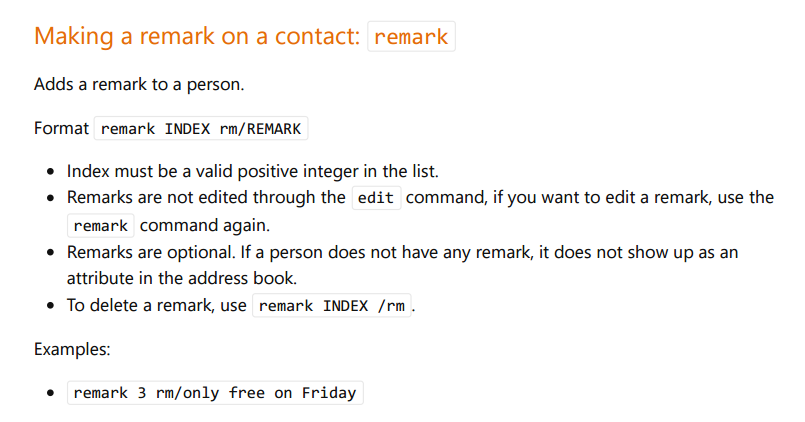 Making a remark on a contact: remark
Adds a remark to a person.
Format remark INDEX rm/REMARK
Index must be a valid positive integer in the list.
Remarks are not edited through the edit command, if you want to edit a remark, use the
remark command again.
Remarks are optional. If a person does not have any remark, it does not show up as an
attribute in the address book.
To delete a remark, use remark INDEX /rm.
Examples:
remark 3 rm/only free on Friday